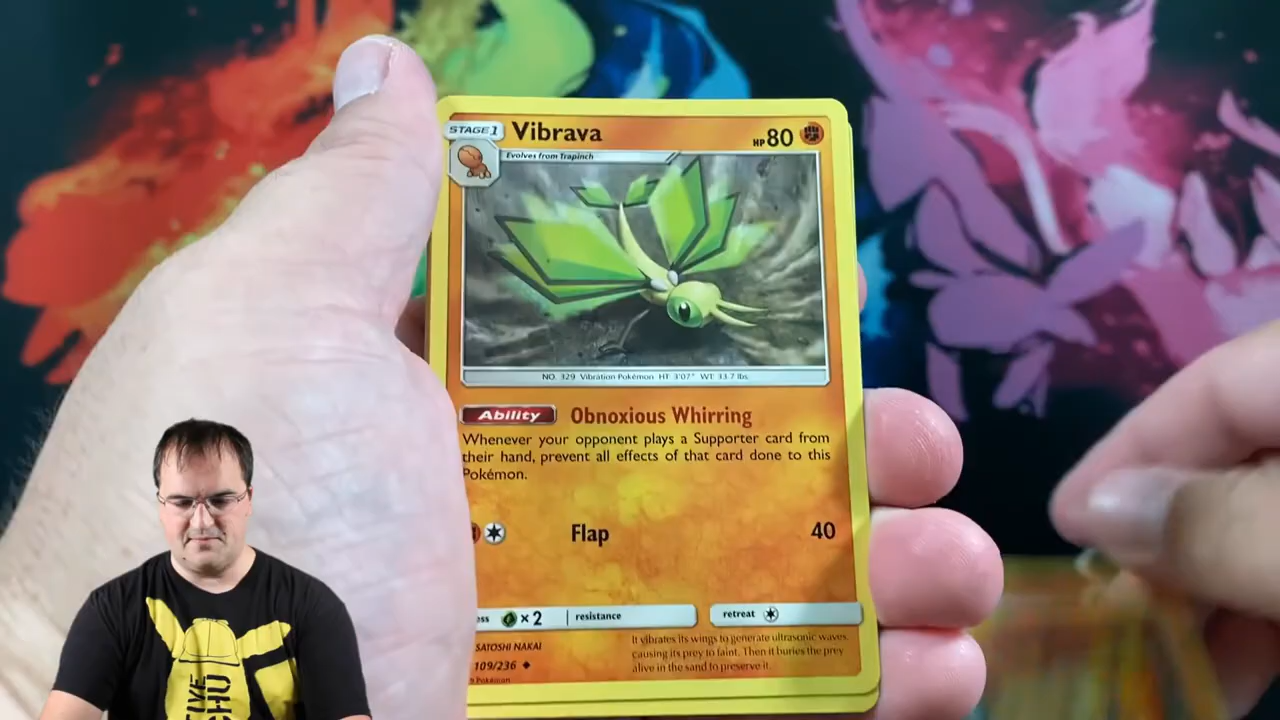 STAGE 1
Vibrava
HP 80
Evolves from Trapinch
NO. 329 Vibration Pokémon HT: 3'07" WT: 33.7 lbs.
Ability Obnoxious Whirring
Whenever your opponent plays a Supporter card from
their hand, prevent all effects of that card done to this
Pokémon.
Flap 40
ess ×2 resistance retreat
SATOSHI NAKAI
109/236
Pokémon
It vibrates its wings to generate ultrasonic waves,
causing its prey to faint. Then it buries the prey
alive in the sand to preserve it.